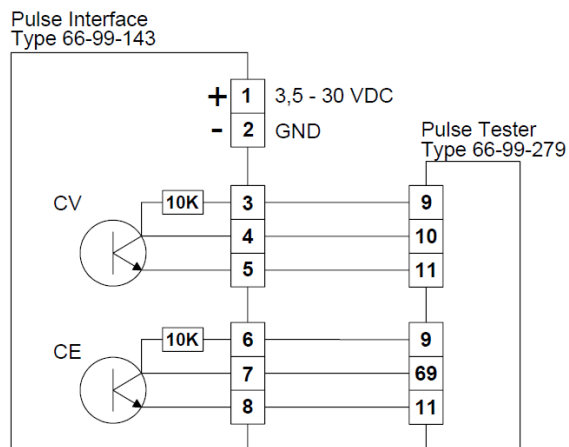 Pulse Interface
Type 66-99-143
+ 1 3,5 - 30 VDC
- 2 GND
Pulse Tester
Type 66-99-279
CV 10K 3 9
4 10
5 11
CE 10K 6 9
7 69
8 11